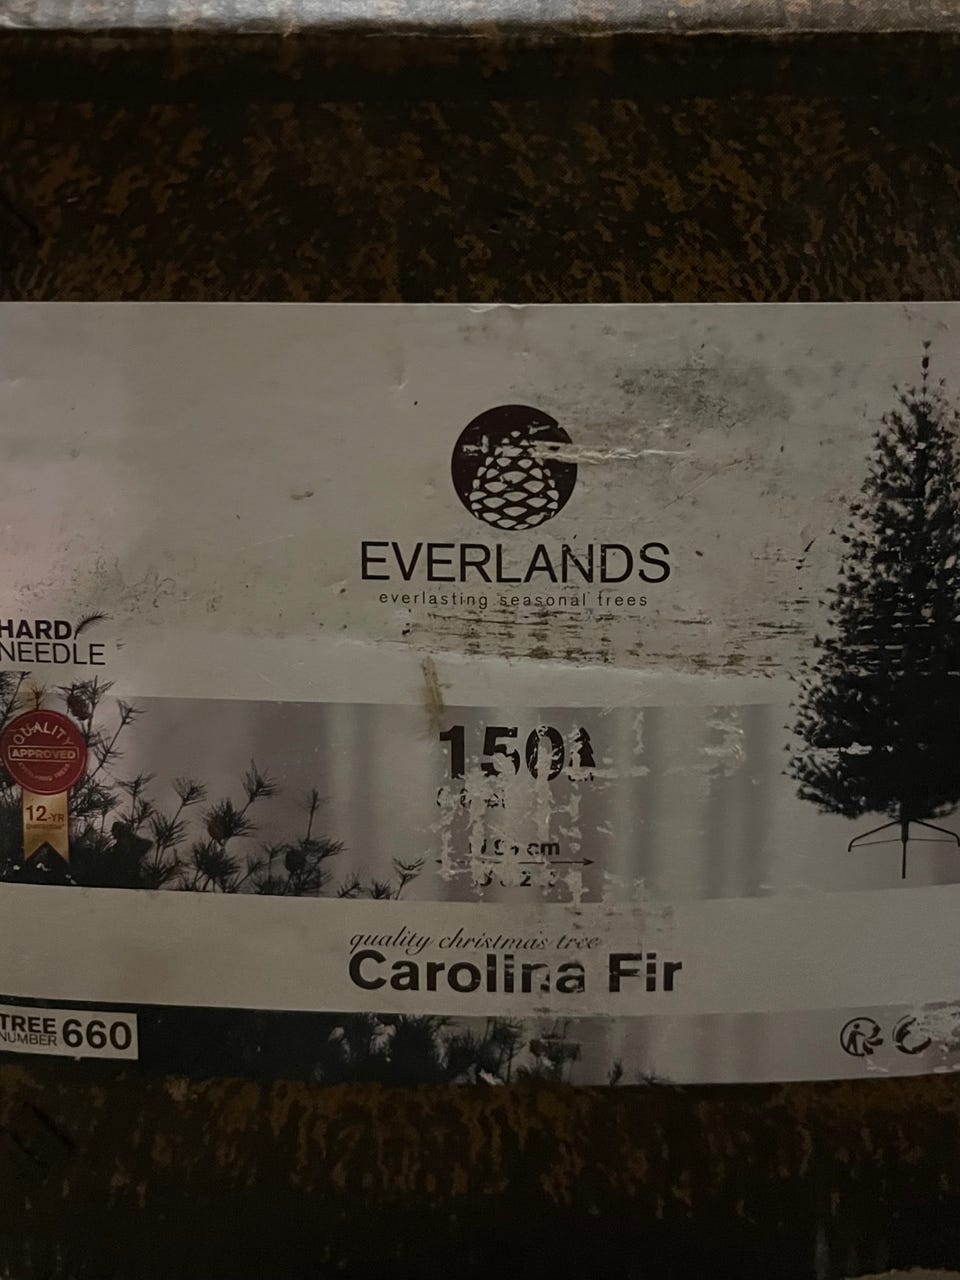 EVERLANDS
everlasting seasonal trees
HARD
NEEDLE
QUALITY
APPROVED
12-YR
150
cm
quality christmas tree
Carolina Fir
TREE
NUMBER 660